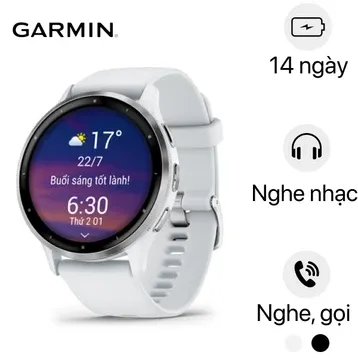 GARMIN.
14 ngày
17°
22/7
Buổi sáng tốt lành!
6:30
Thứ 2 01
Nghe nhạc
Nghe, gọi